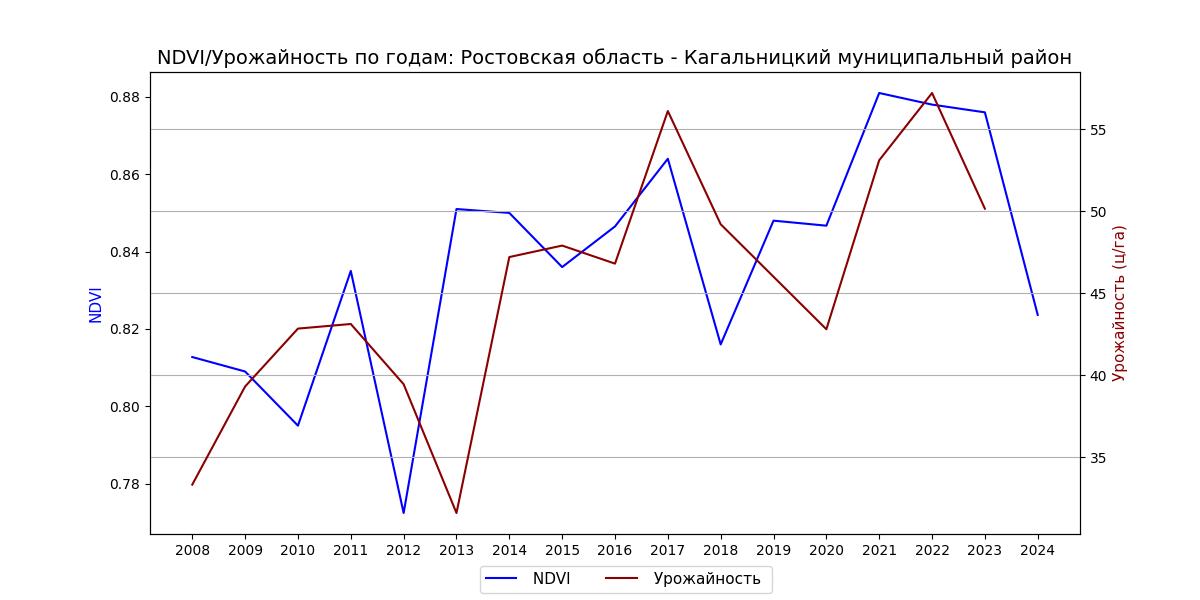 NDVI/Урожайность по годам: Ростовская область - Кагальницкий муниципальный район
0.88
0.86
0.84
0.82
0.80
0.78
NDVI
55
50
45
40
35
Урожайность (ц/га)
2008 2009 2010 2011 2012 2013 2014 2015 2016 2017 2018 2019 2020 2021 2022 2023 2024
NDVI Урожайность